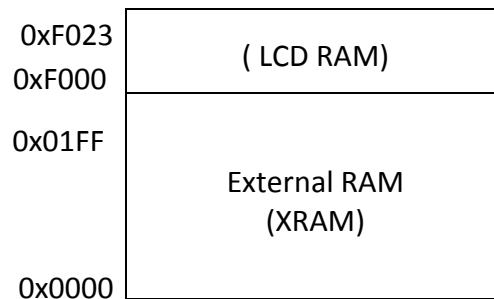 0xF023
( LCD RAM)
0xF000
0x01FF
External RAM
(XRAM)
0x0000